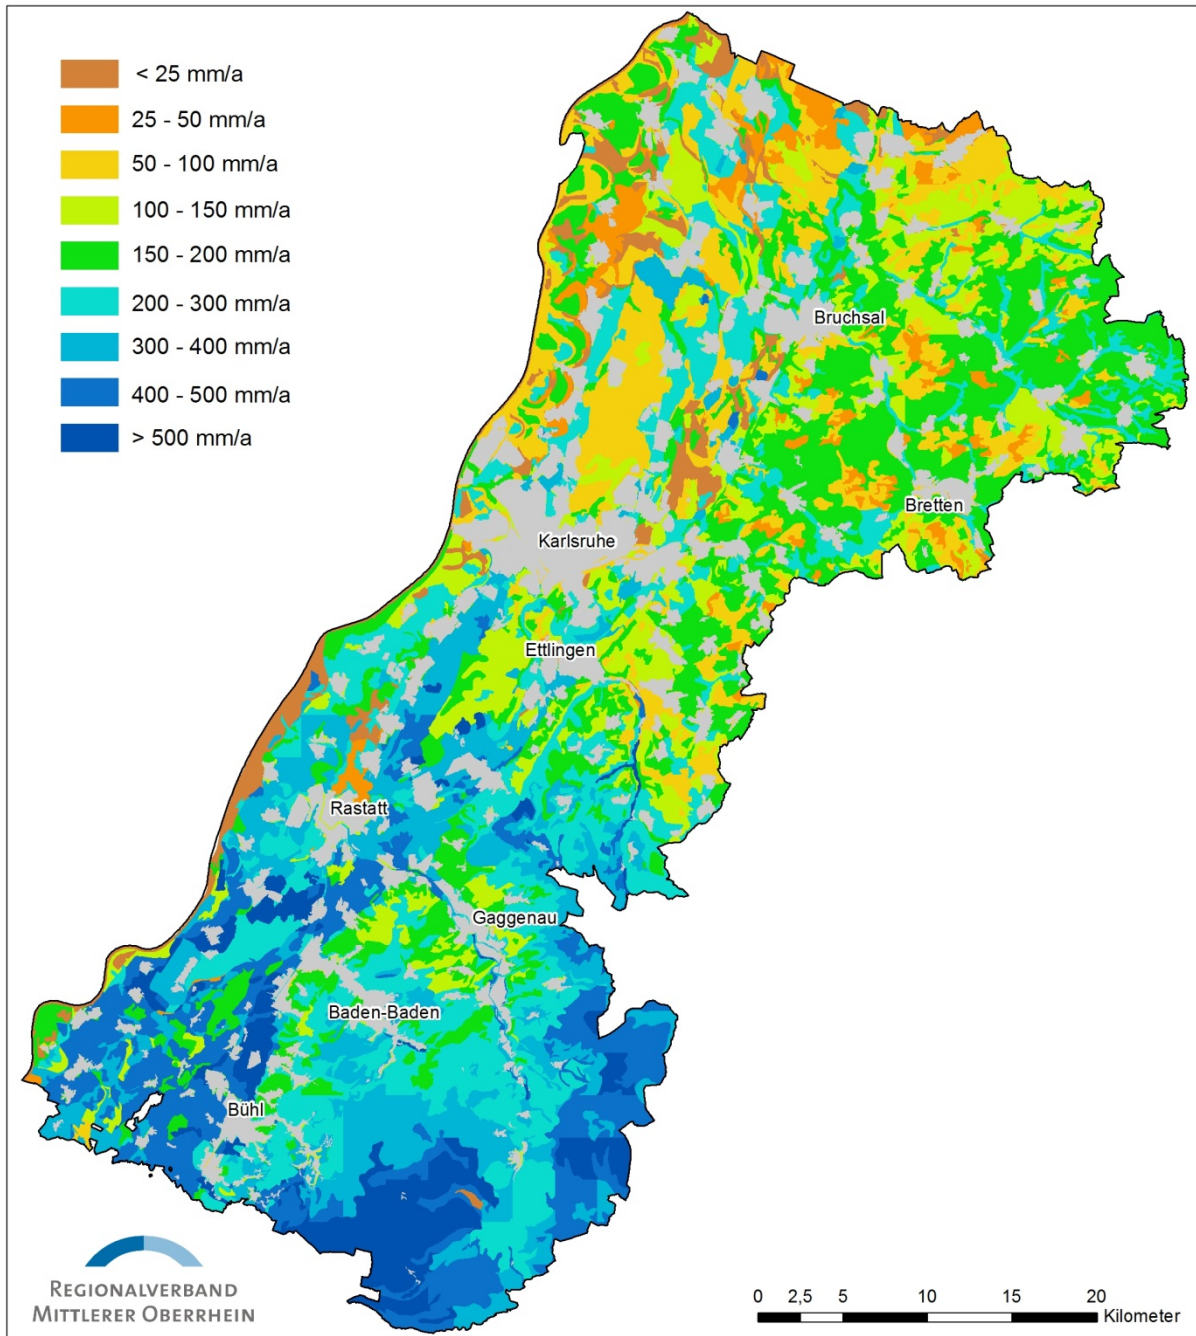 < 25 mm/a
25 - 50 mm/a
50 - 100 mm/a
100 - 150 mm/a
150 - 200 mm/a
200 - 300 mm/a
300 - 400 mm/a
400 - 500 mm/a
> 500 mm/a
Bruchsal
Bretten
Karlsruhe
Ettlingen
Rastatt
Gaggenau
Baden-Baden
Bühl
REGIONALVERBAND
MITTLERER OBERRHEIN
0 2,5 5 10 15 20
Kilometer